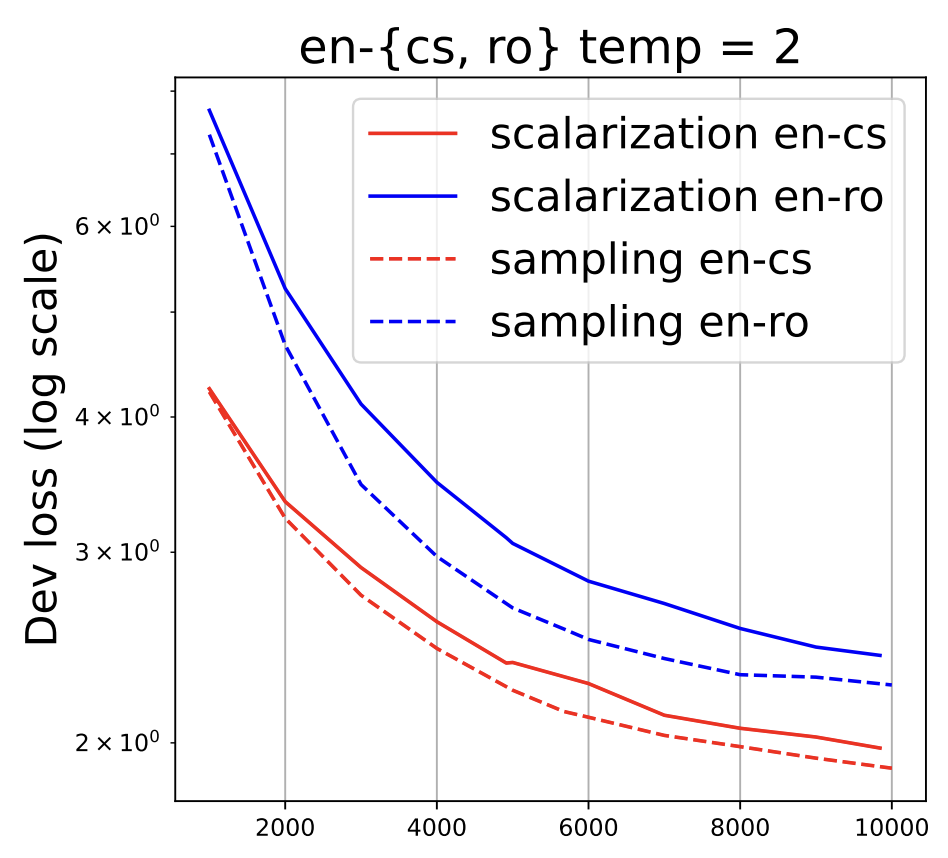 en-{cs, ro} temp = 2
scalarization en-cs
scalarization en-ro
sampling en-cs
sampling en-ro
Dev loss (log scale)
6 × 10⁰
4 × 10⁰
3 × 10⁰
2 × 10⁰
2000 4000 6000 8000 10000